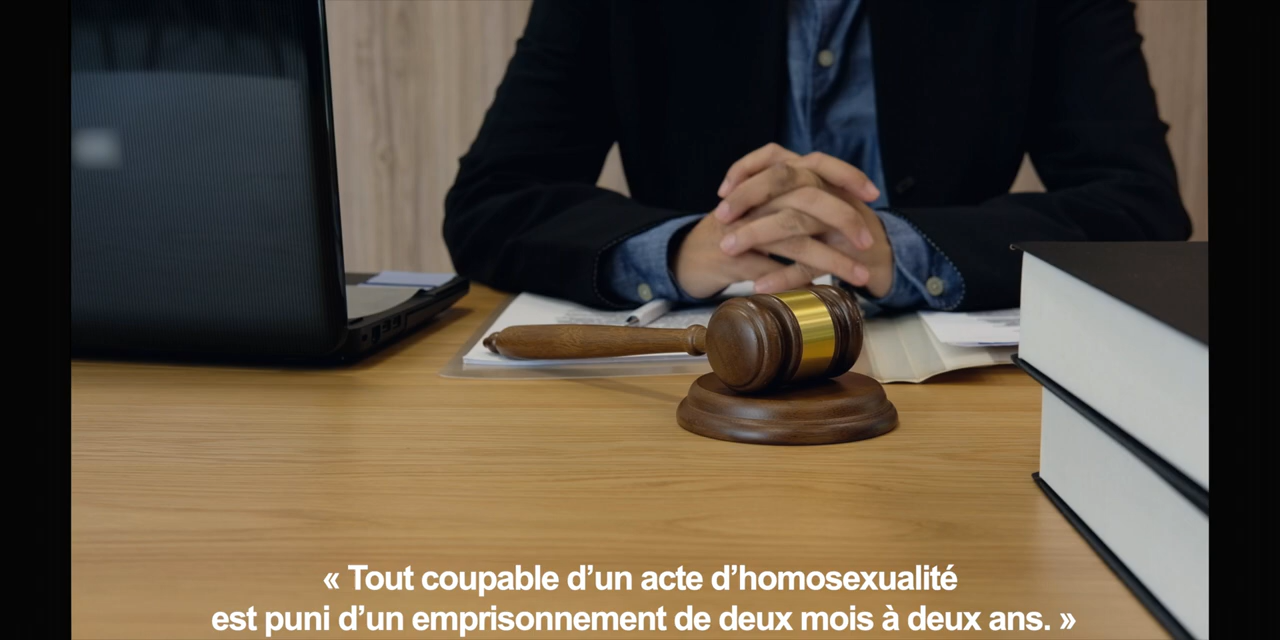 « Tout coupable d’un acte d’homosexualité
est puni d’un emprisonnement de deux mois à deux ans. »